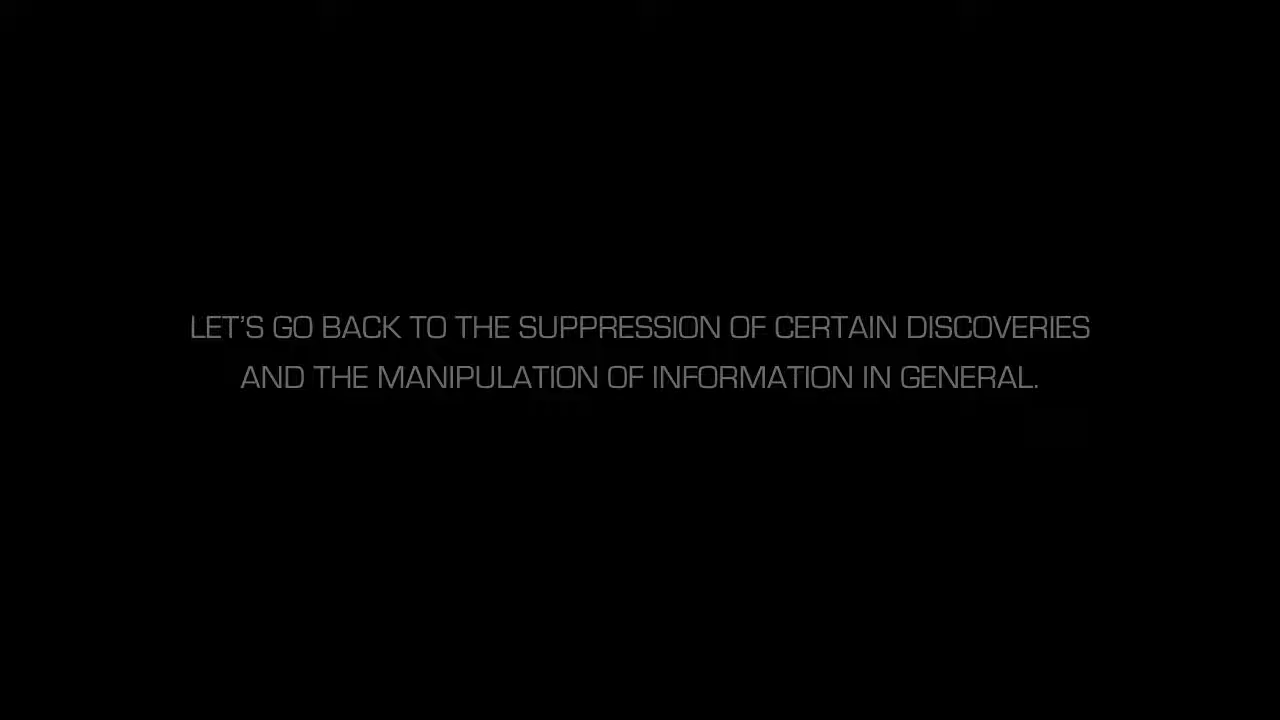 LET’S GO BACK TO THE SUPPRESSION OF CERTAIN DISCOVERIES
AND THE MANIPULATION OF INFORMATION IN GENERAL.